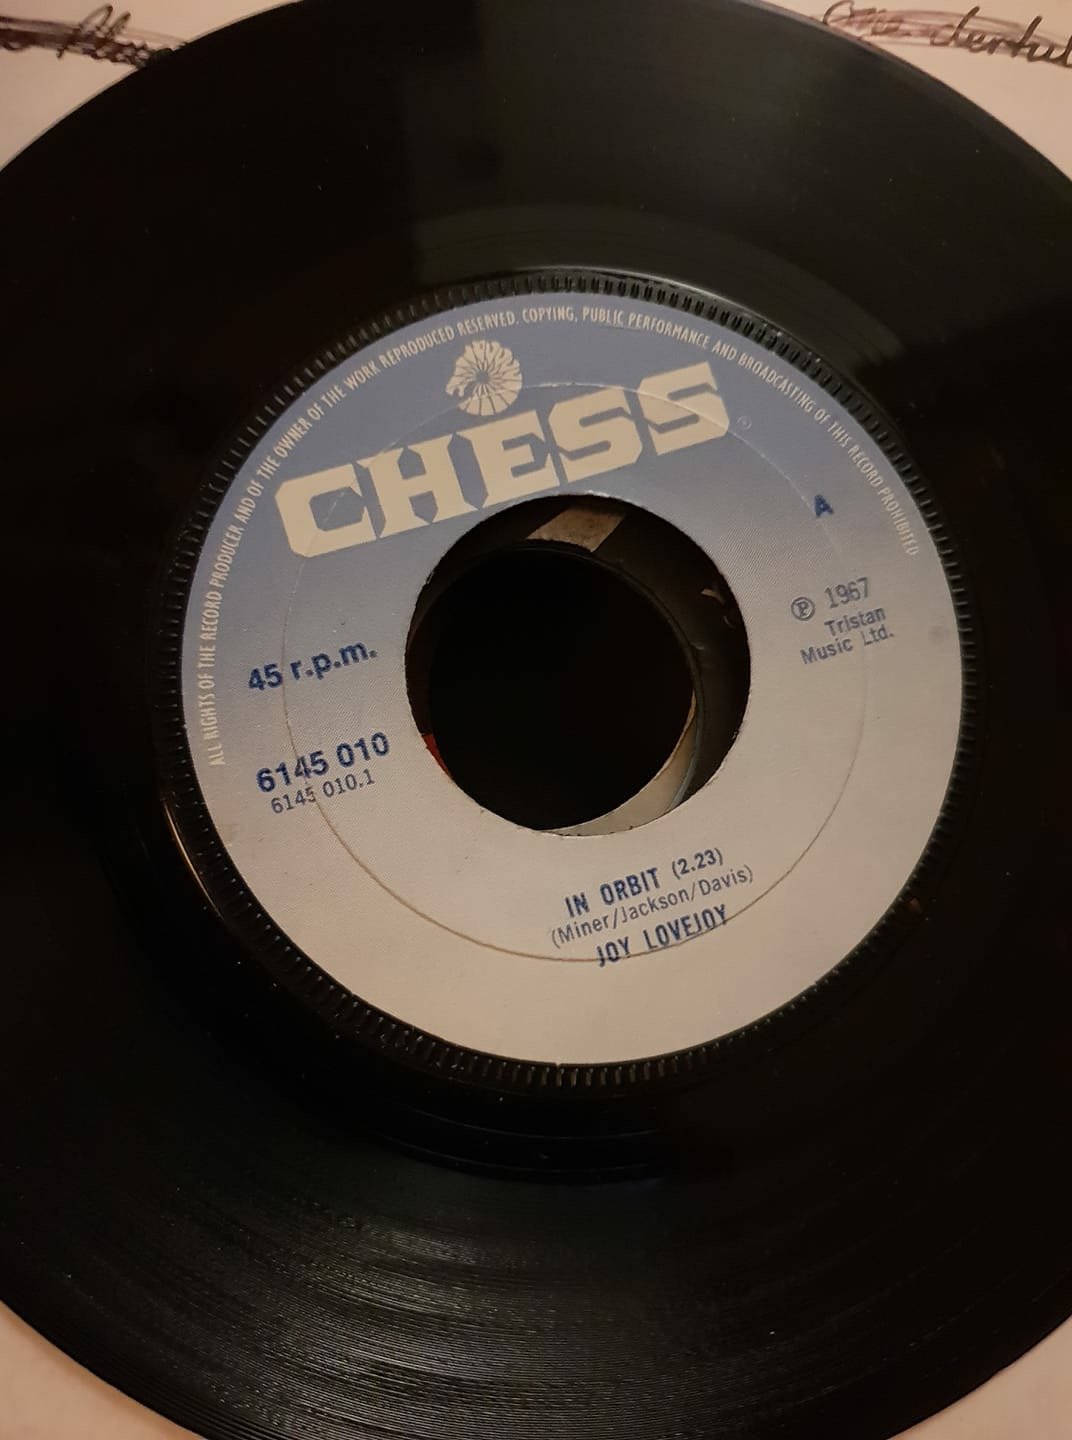 ALL RIGHTS OF THE RECORD PRODUCER AND OF THE OWNER OF THE WORK REPRODUCED RESERVED. COPYING, PUBLIC PERFORMANCE AND BROADCASTING OF THIS RECORD PROHIBITED
CHESS®
A
℗ 1967
Tristan
Music Ltd.
45 r.p.m.
6145 010
6145 010.1
IN ORBIT (2.23)
(Miner/Jackson/Davis)
JOY LOVEJOY